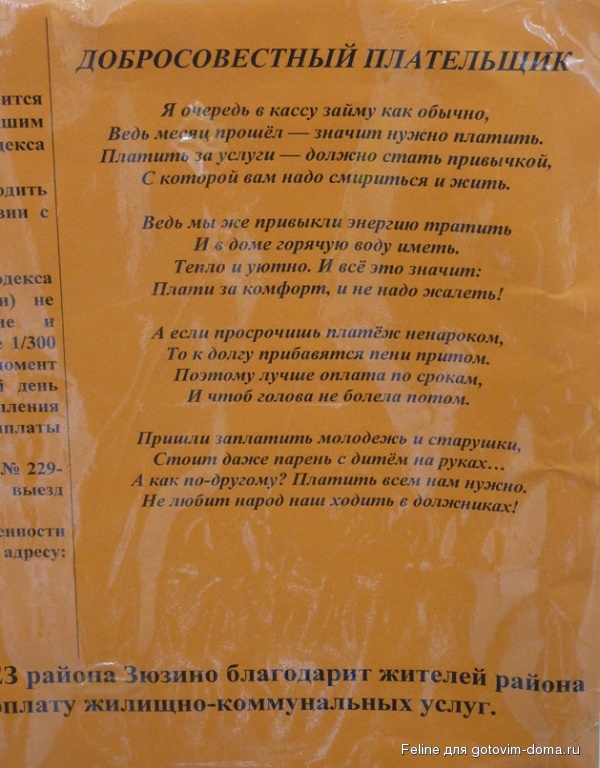 ится
шим
декса
одить
вии с
одекса
и) не
ие и
е 1/300
момент
й день
пления
платы
№ 229-
выезд
енности
адресу:
ДОБРОСОВЕСТНЫЙ ПЛАТЕЛЬЩИК
Я очередь в кассу займу как обычно,
Ведь месяц прошёл — значит нужно платить.
Платить за услуги — должно стать привычкой,
С которой вам надо смириться и жить.
Ведь мы же привыкли энергию тратить
И в доме горячую воду иметь.
Тепло и уютно. И всё это значит:
Плати за комфорт, и не надо жалеть!
А если просрочишь платёж ненароком,
То к долгу прибавятся пени притом.
Поэтому лучше оплата по срокам,
И чтоб голова не болела потом.
Пришли заплатить молодежь и старушки,
Стоит даже парень с дитём на руках...
А как по-другому? Платить всем нам нужно.
Не любит народ наш ходить в должниках!
ЕЗ района Зюзино благодарит жителей района
оплату жилищно-коммунальных услуг.
Feline для gotovim-doma.ru